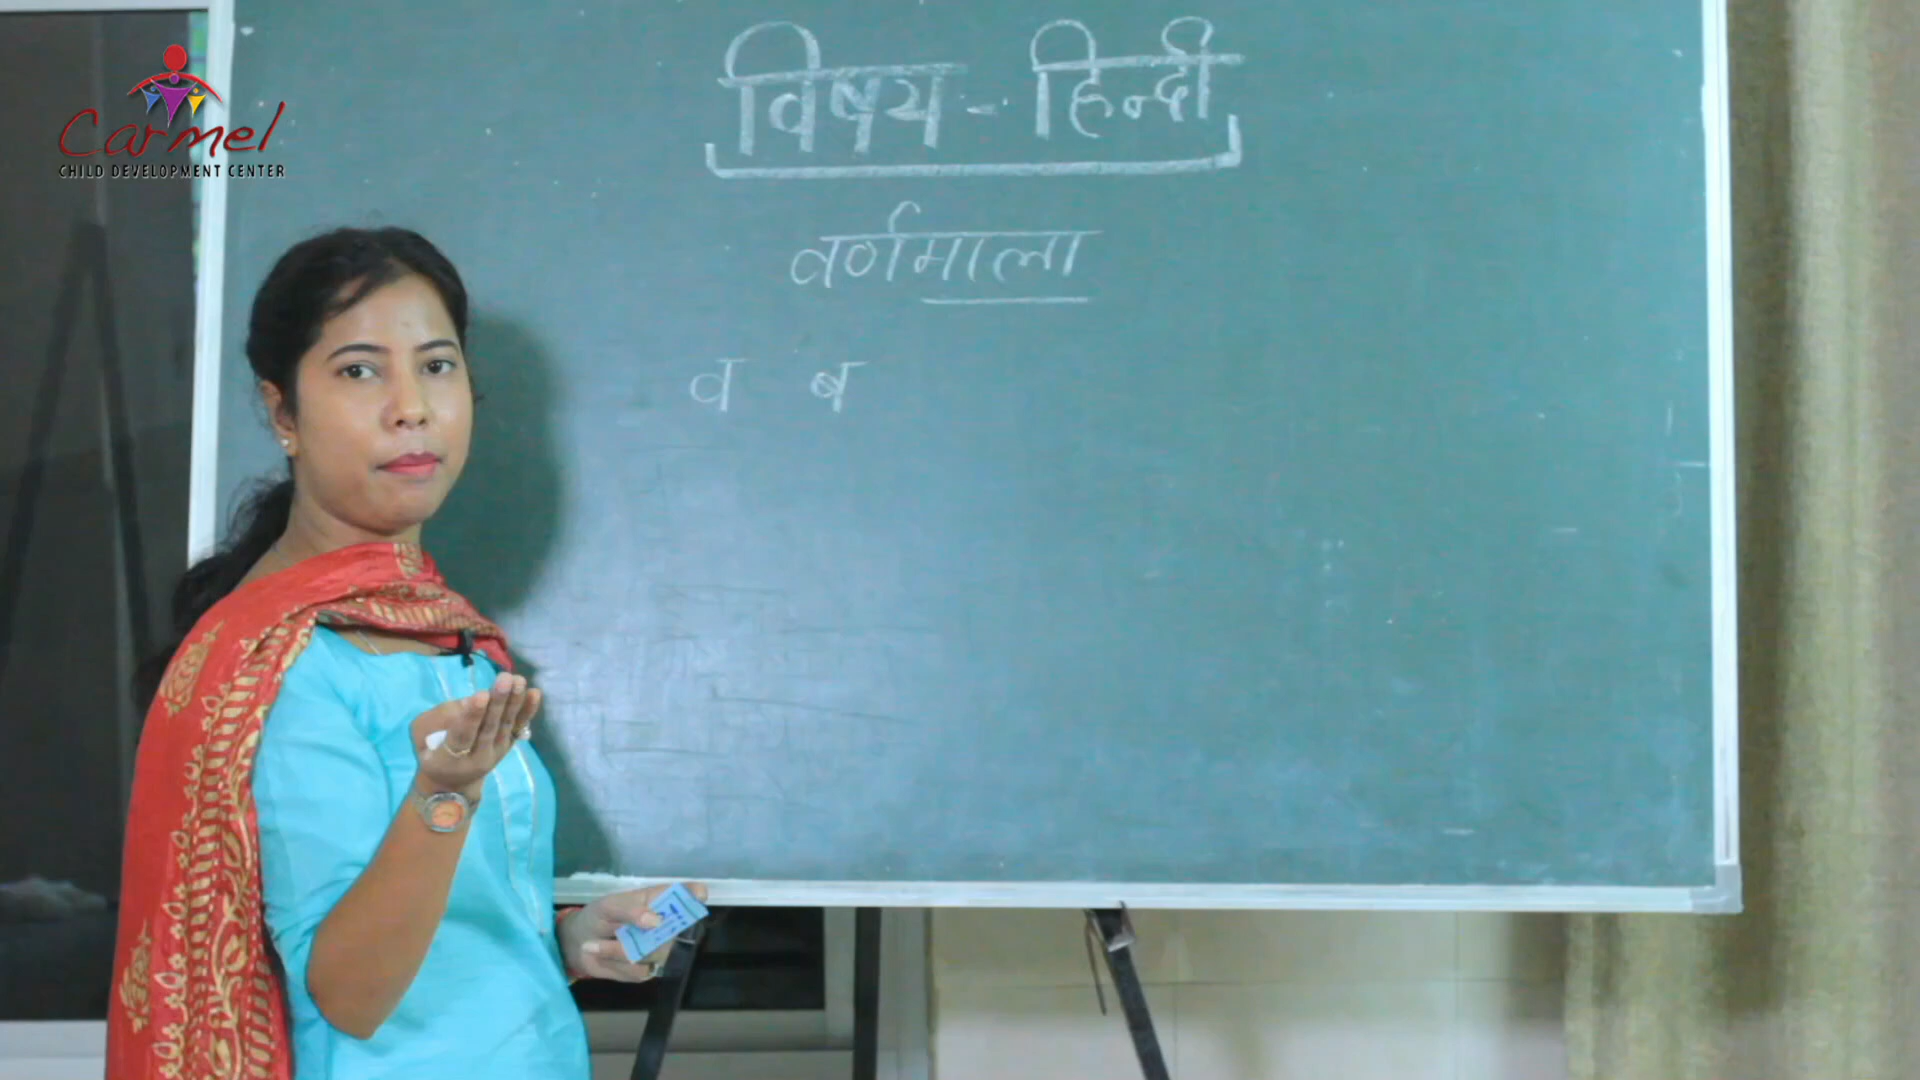 Carmel
CHILD DEVELOPMENT CENTER
विषय - हिन्दी
वर्णमाला
व ब